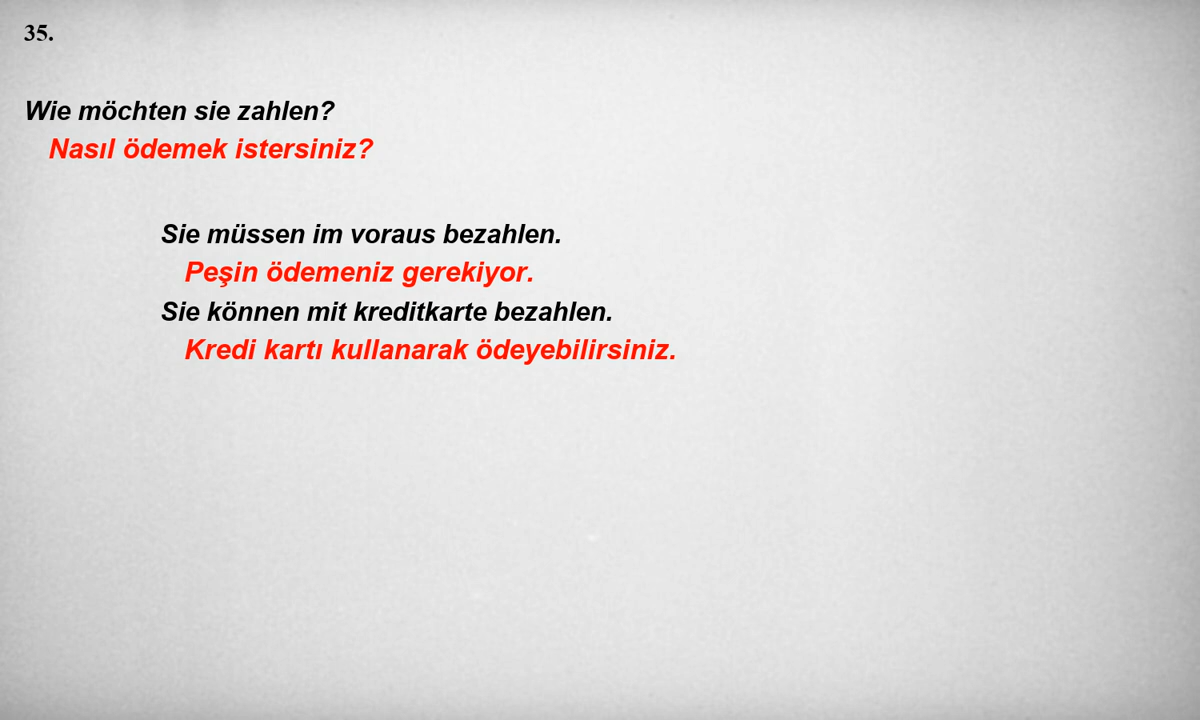 35.
Wie möchten sie zahlen?
Nasıl ödemek istersiniz?
Sie müssen im voraus bezahlen.
Peşin ödemeniz gerekiyor.
Sie können mit kreditkarte bezahlen.
Kredi kartı kullanarak ödeyebilirsiniz.